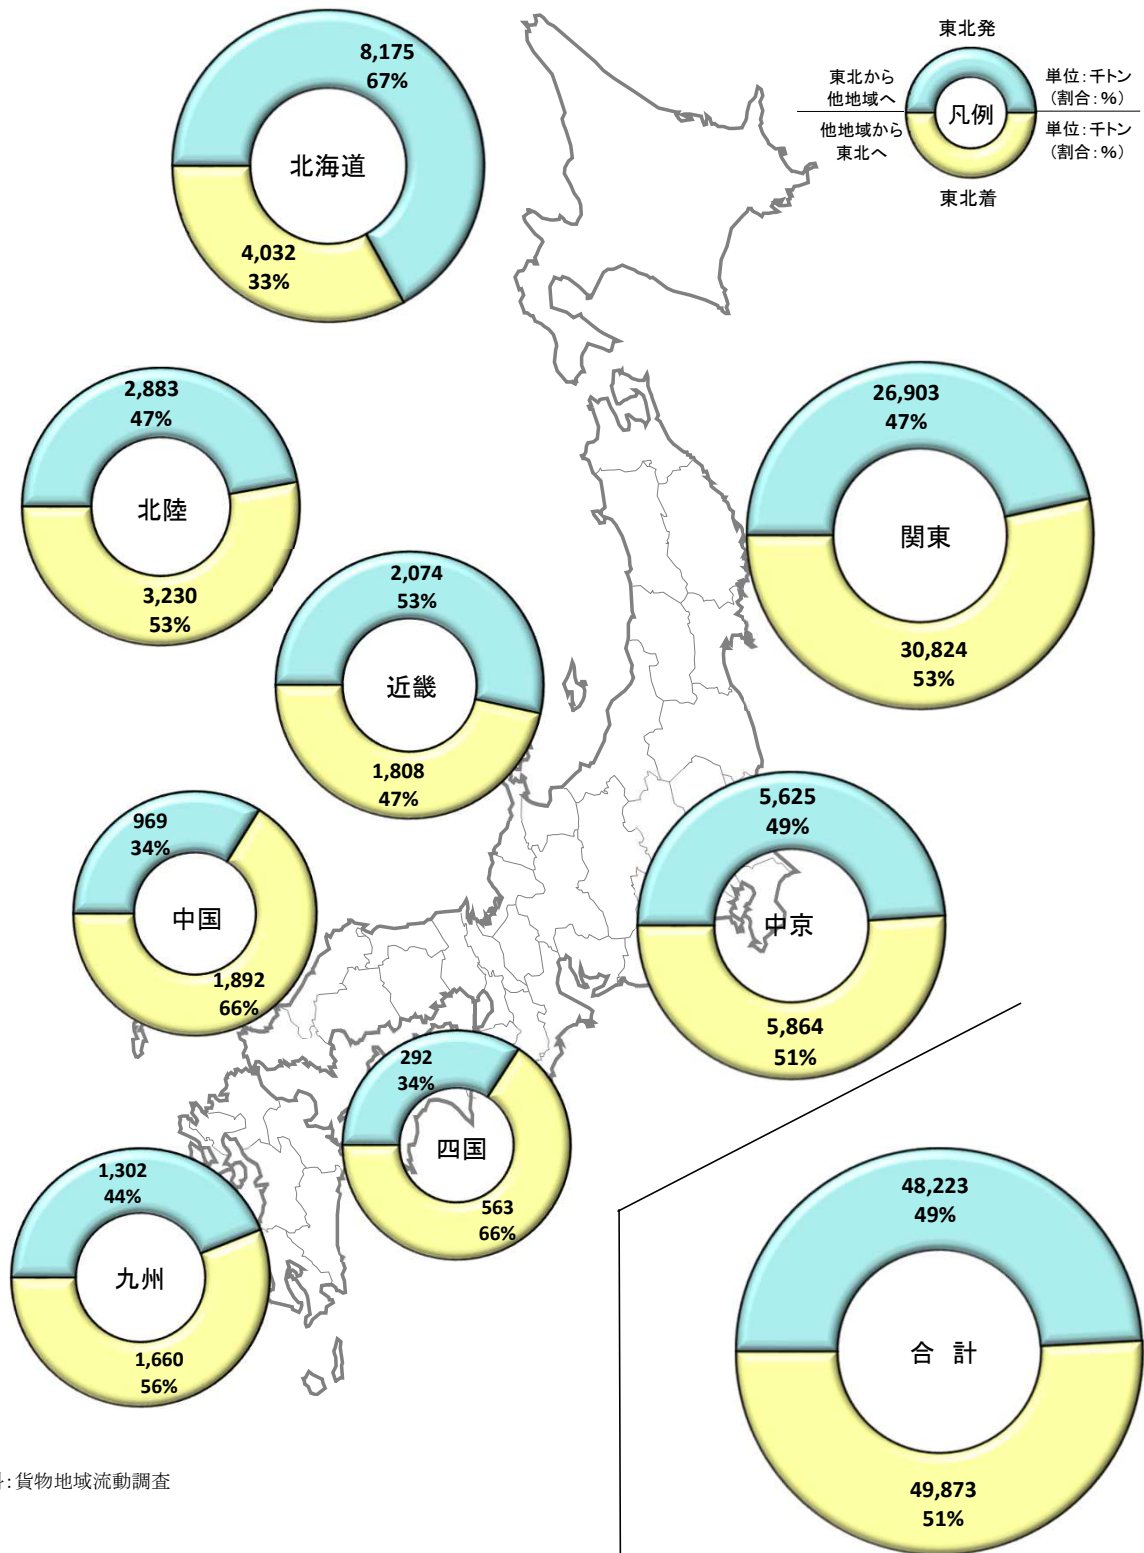 8,175
67%
北海道
4,032
33%
東北発
東北から
他地域へ
単位:千トン
(割合:%)
凡例
他地域から
東北へ
単位:千トン
(割合:%)
東北着
2,883
47%
北陸
3,230
53%
26,903
47%
関東
30,824
53%
2,074
53%
近畿
1,808
47%
969
34%
中国
1,892
66%
5,625
49%
中京
5,864
51%
292
34%
四国
563
66%
1,302
44%
九州
1,660
56%
48,223
49%
合 計
49,873
51%
料:貨物地域流動調査